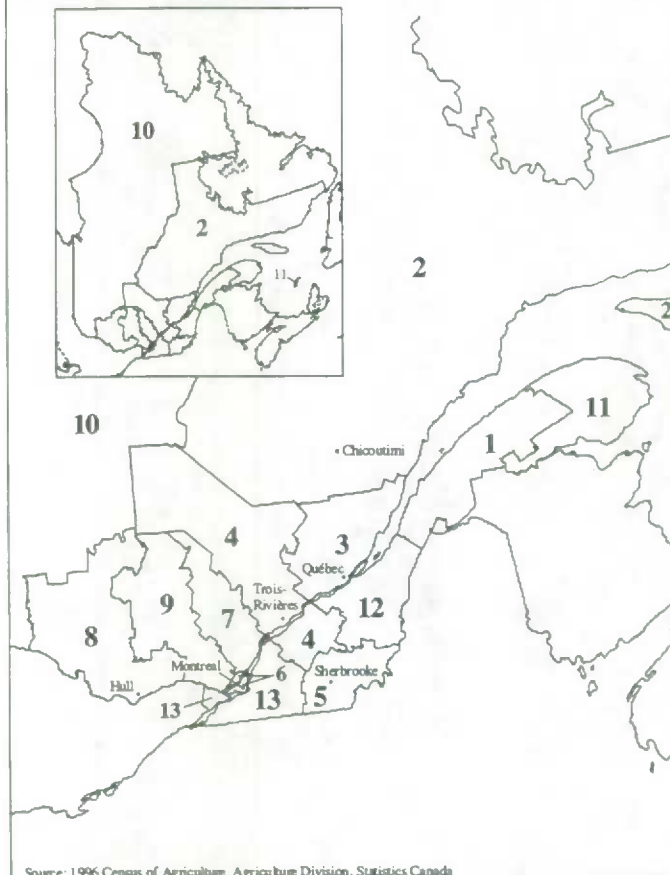 10
2
11
2
2
10
11
Chicoutimi
1
4
3
Québec
Trois-
Rivières
12
9
7
8
4
Montreal
6
Sherbrooke
Hull
13
13
5
Source: 1996 Census of Agriculture, Agriculture Division, Statistics Canada